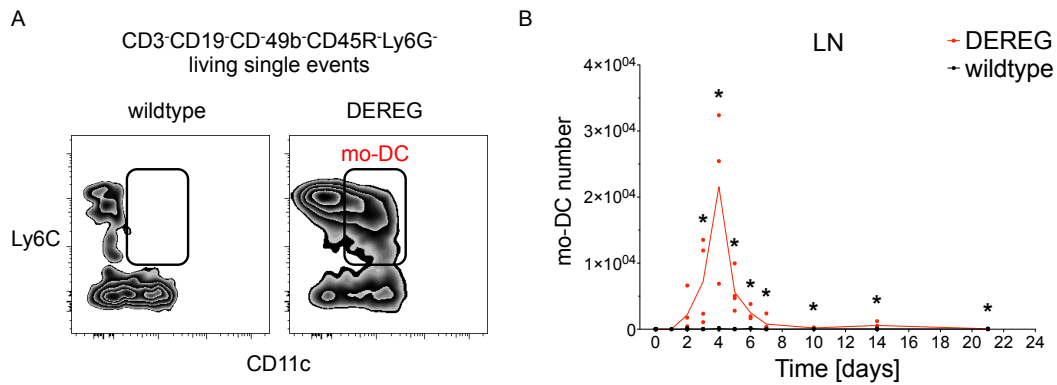 A
CD3⁻CD19⁻CD⁻49b⁻CD45R⁻Ly6G⁻
living single events
wildtype
DEREG
mo-DC
Ly6C
CD11c
B
LN
DEREG
wildtype
mo-DC number
4×10⁰⁴
3×10⁰⁴
2×10⁰⁴
1×10⁰⁴
0
* * * * * * * * *
0 2 4 6 8 10 12 14 16 18 20 22 24
Time [days]